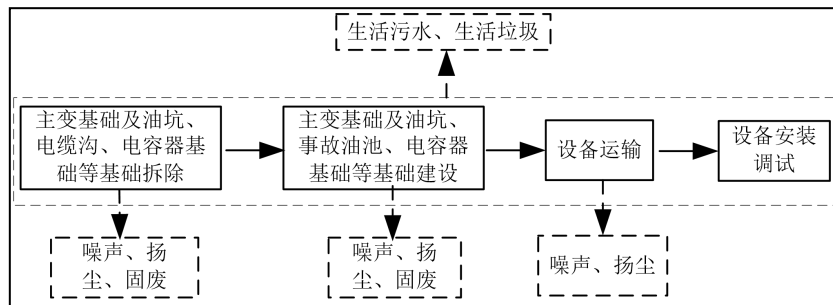 生活污水、生活垃圾
主变基础及油坑、
电缆沟、电容器基
础等基础拆除
主变基础及油坑、
事故油池、电容器
基础等基础建设
设备运输
设备安装
调试
噪声、扬
尘、固废
噪声、扬
尘、固废
噪声、扬尘